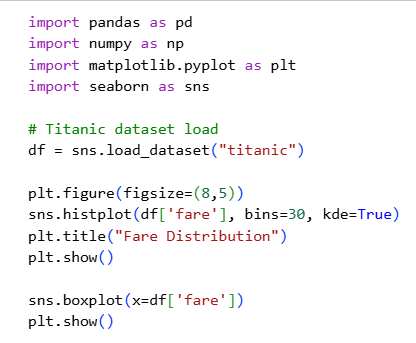 import pandas as pd
import numpy as np
import matplotlib.pyplot as plt
import seaborn as sns
# Titanic dataset load
df = sns.load_dataset("titanic")
plt.figure(figsize=(8,5))
sns.histplot(df['fare'], bins=30, kde=True)
plt.title("Fare Distribution")
plt.show()
sns.boxplot(x=df['fare'])
plt.show()